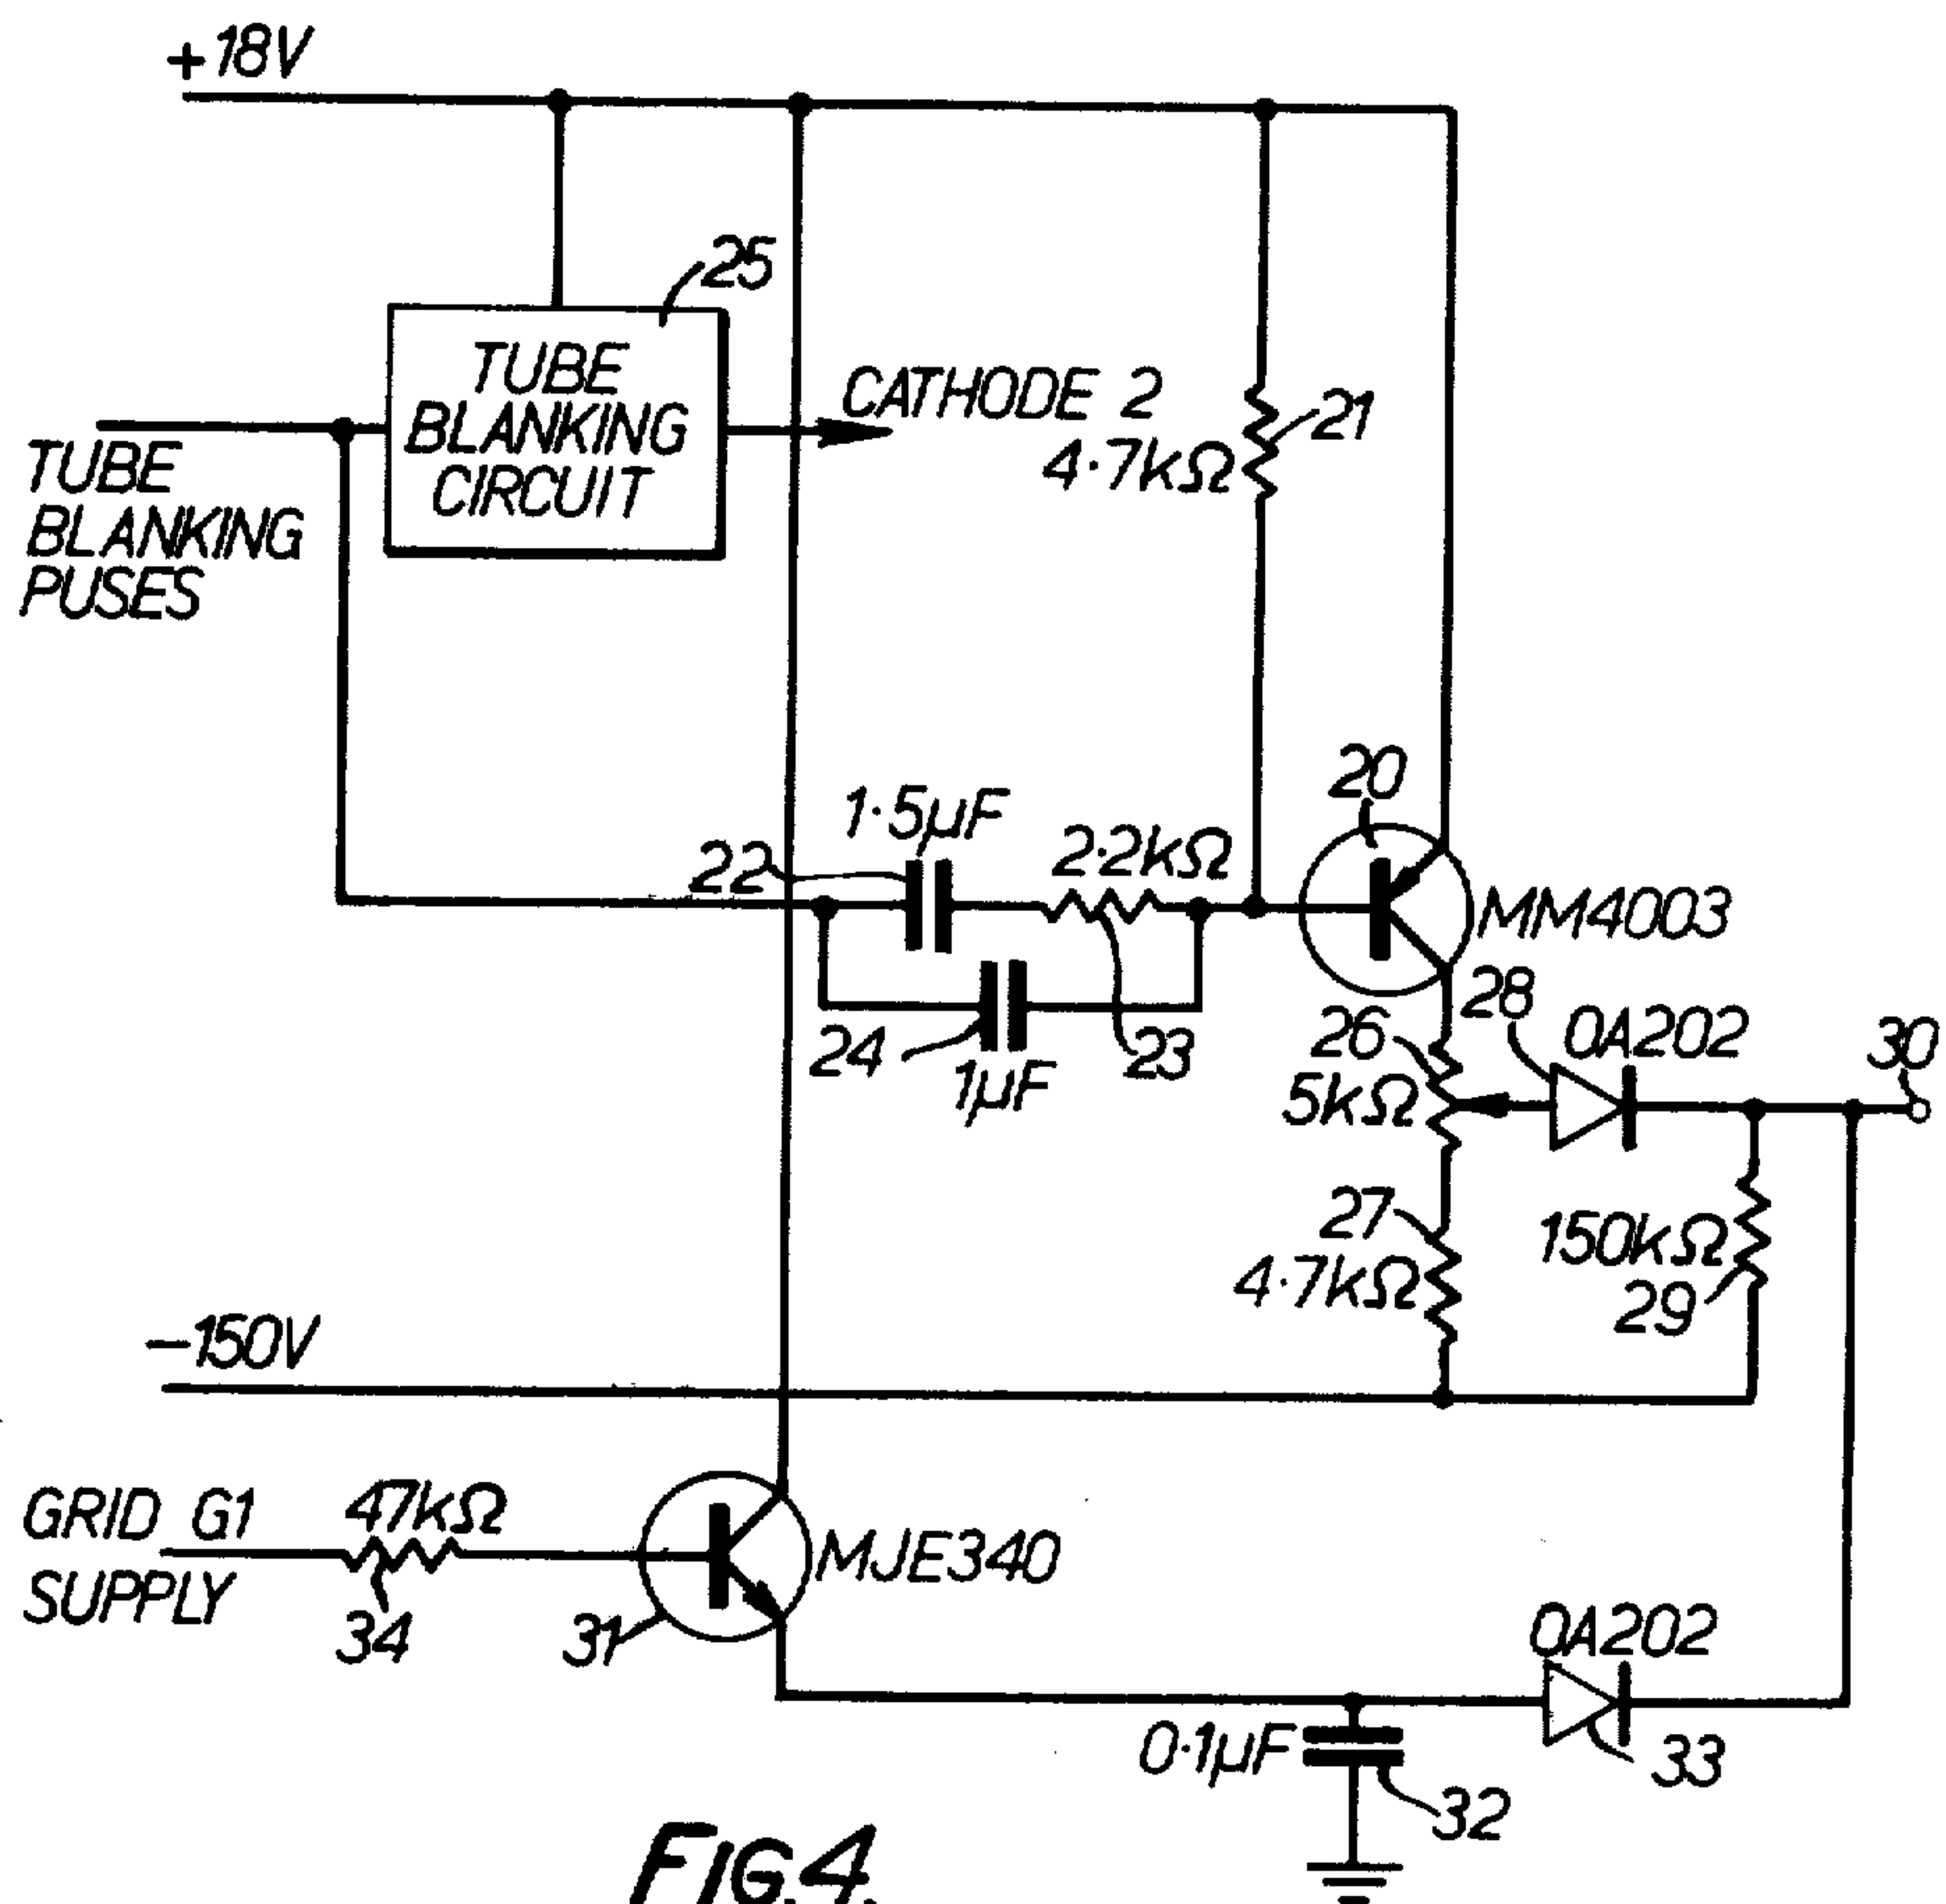 +18V
25
TUBE
BLANKING
CIRCUIT
CATHODE 2
4·7kΩ
21
TUBE
BLANKING
PUSES
20
1·5µF
22
2·2kΩ
MM4003
28
24
1µF
23
26
5kΩ
OA202
30
27
4·7kΩ
150kΩ
29
-150V
GRID G1
SUPPLY
47kΩ
34
31
MJE340
OA202
33
0·1µF
32
FIG.4.